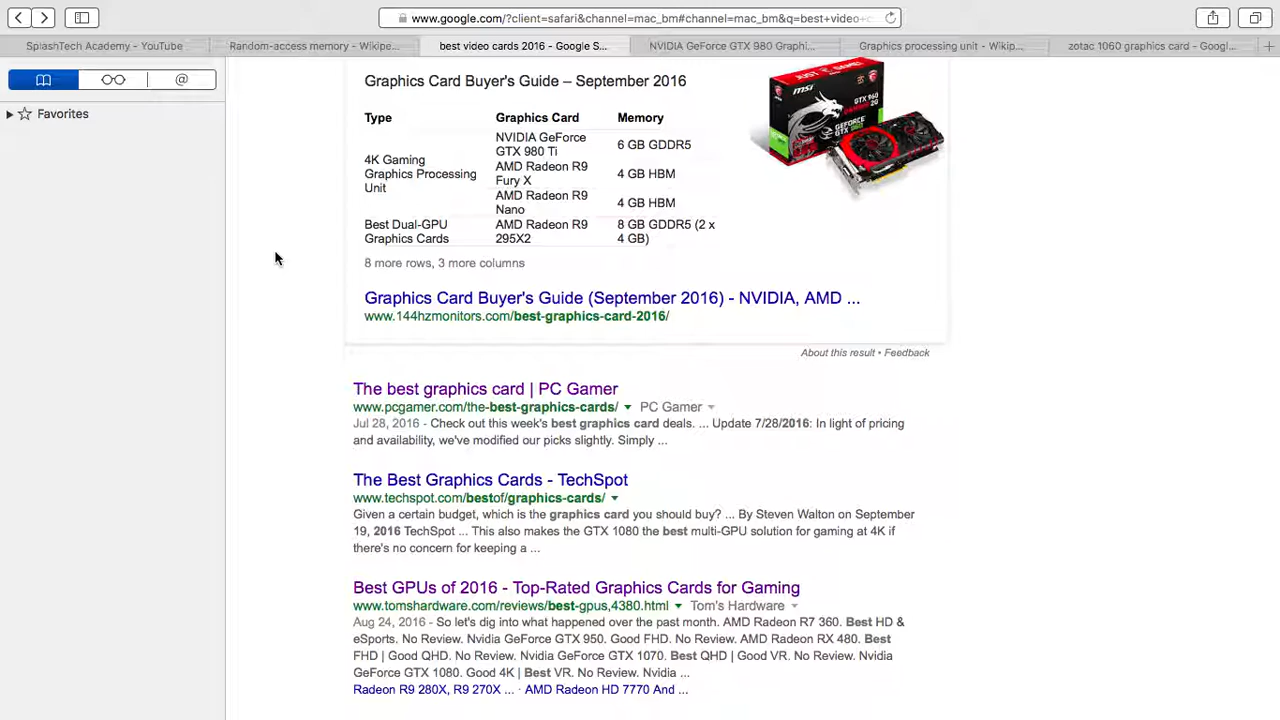 www.google.com/?client=safari&channel=mac_bm#channel=mac_bm&q=best+video+c
SplashTech Academy - YouTube
Random-access memory - Wikipe...
best video cards 2016 - Google S...
NVIDIA GeForce GTX 980 Graphi...
Graphics processing unit - Wikip...
zotac 1060 graphics card - Googl...
Favorites
Graphics Card Buyer's Guide – September 2016
Type Graphics Card Memory
4K Gaming Graphics Processing Unit
NVIDIA GeForce
GTX 980 Ti
6 GB GDDR5
AMD Radeon R9
Fury X
4 GB HBM
AMD Radeon R9
Nano
4 GB HBM
Best Dual-GPU
Graphics Cards
AMD Radeon R9
295X2
8 GB GDDR5 (2 x
4 GB)
8 more rows, 3 more columns
JUST GAME
msi
GTX 960
GAMING 2G
GEFORCE
GTX 960
Graphics Card Buyer's Guide (September 2016) - NVIDIA, AMD ...
www.144hzmonitors.com/best-graphics-card-2016/
About this result • Feedback
The best graphics card | PC Gamer
www.pcgamer.com/the-best-graphics-cards/ PC Gamer
Jul 28, 2016 - Check out this week's best graphics card deals. ... Update 7/28/2016: In light of pricing
and availability, we've modified our picks slightly. Simply ...
The Best Graphics Cards - TechSpot
www.techspot.com/bestof/graphics-cards/
Given a certain budget, which is the graphics card you should buy? ... By Steven Walton on September
19, 2016 TechSpot ... This also makes the GTX 1080 the best multi-GPU solution for gaming at 4K if
there's no concern for keeping a ...
Best GPUs of 2016 - Top-Rated Graphics Cards for Gaming
www.tomshardware.com/reviews/best-gpus,4380.html Tom's Hardware
Aug 24, 2016 - So let's dig into what happened over the past month. AMD Radeon R7 360. Best HD &
eSports. No Review. Nvidia GeForce GTX 950. Good FHD. No Review. AMD Radeon RX 480. Best
FHD | Good QHD. No Review. Nvidia GeForce GTX 1070. Best QHD | Good VR. No Review. Nvidia
GeForce GTX 1080. Good 4K | Best VR. No Review. Nvidia ...
Radeon R9 280X, R9 270X ... · AMD Radeon HD 7770 And ...